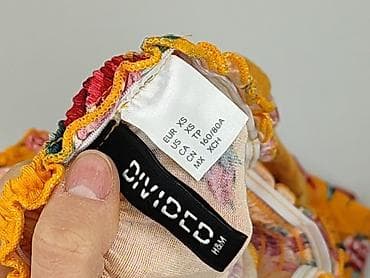 EUR XS
US XS
CA TP
CN 160/80A
MX XCH
DIVIDED
H&M